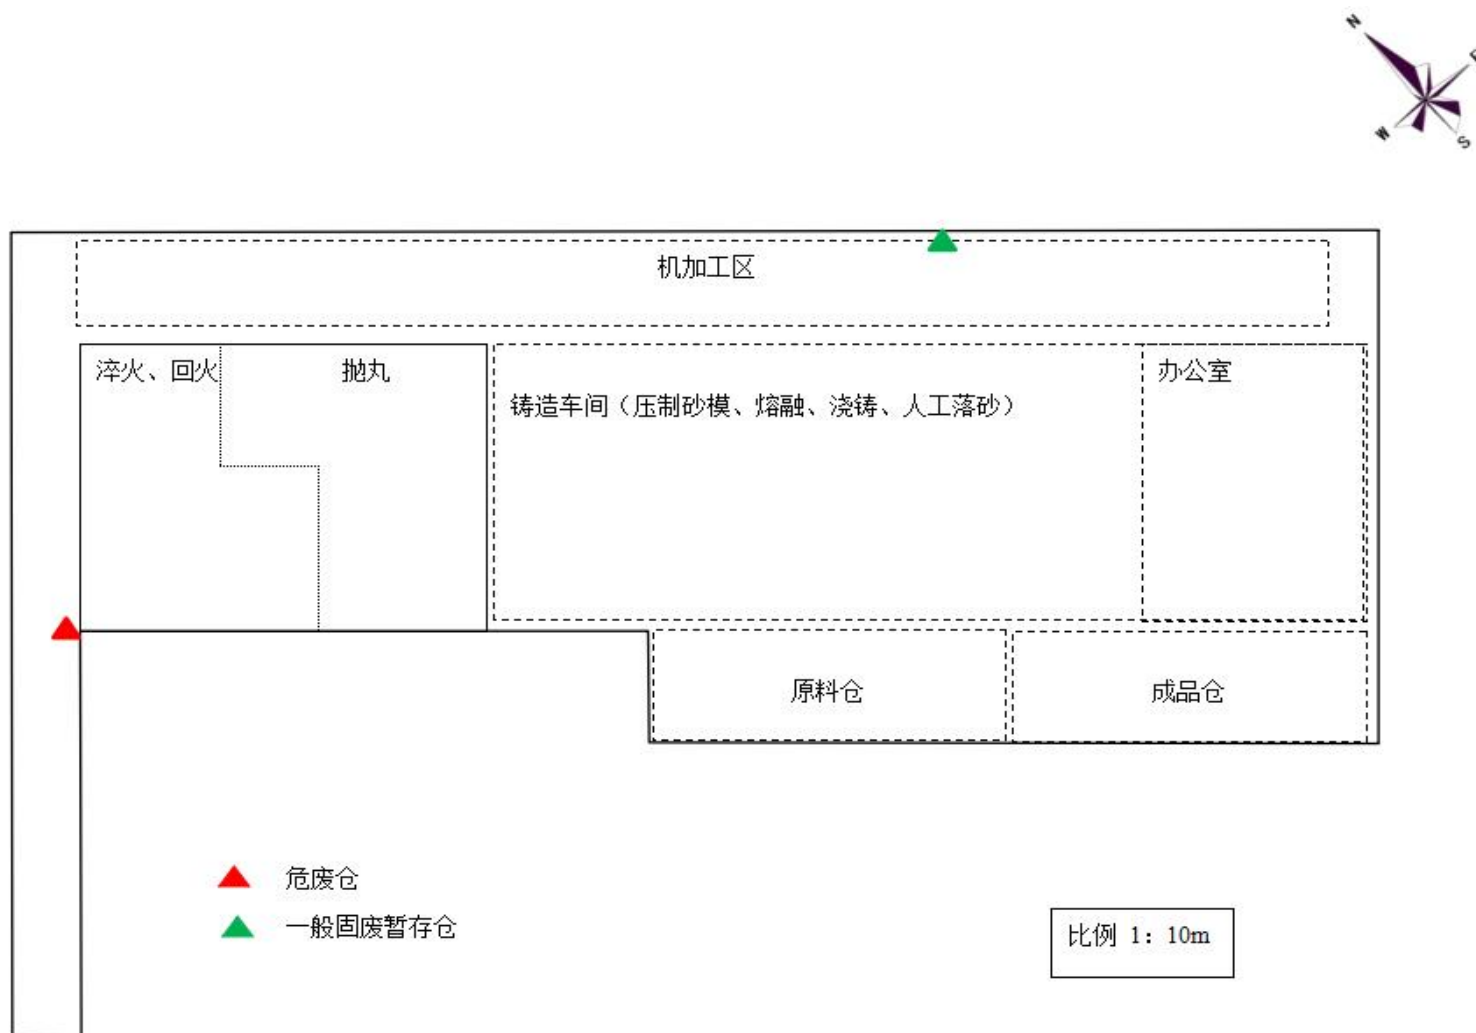 N
E
W
S
机加工区
淬火、回火
抛丸
办公室
铸造车间（压制砂模、熔融、浇铸、人工落砂）
原料仓
成品仓
危废仓
一般固废暂存仓
比例 1：10m